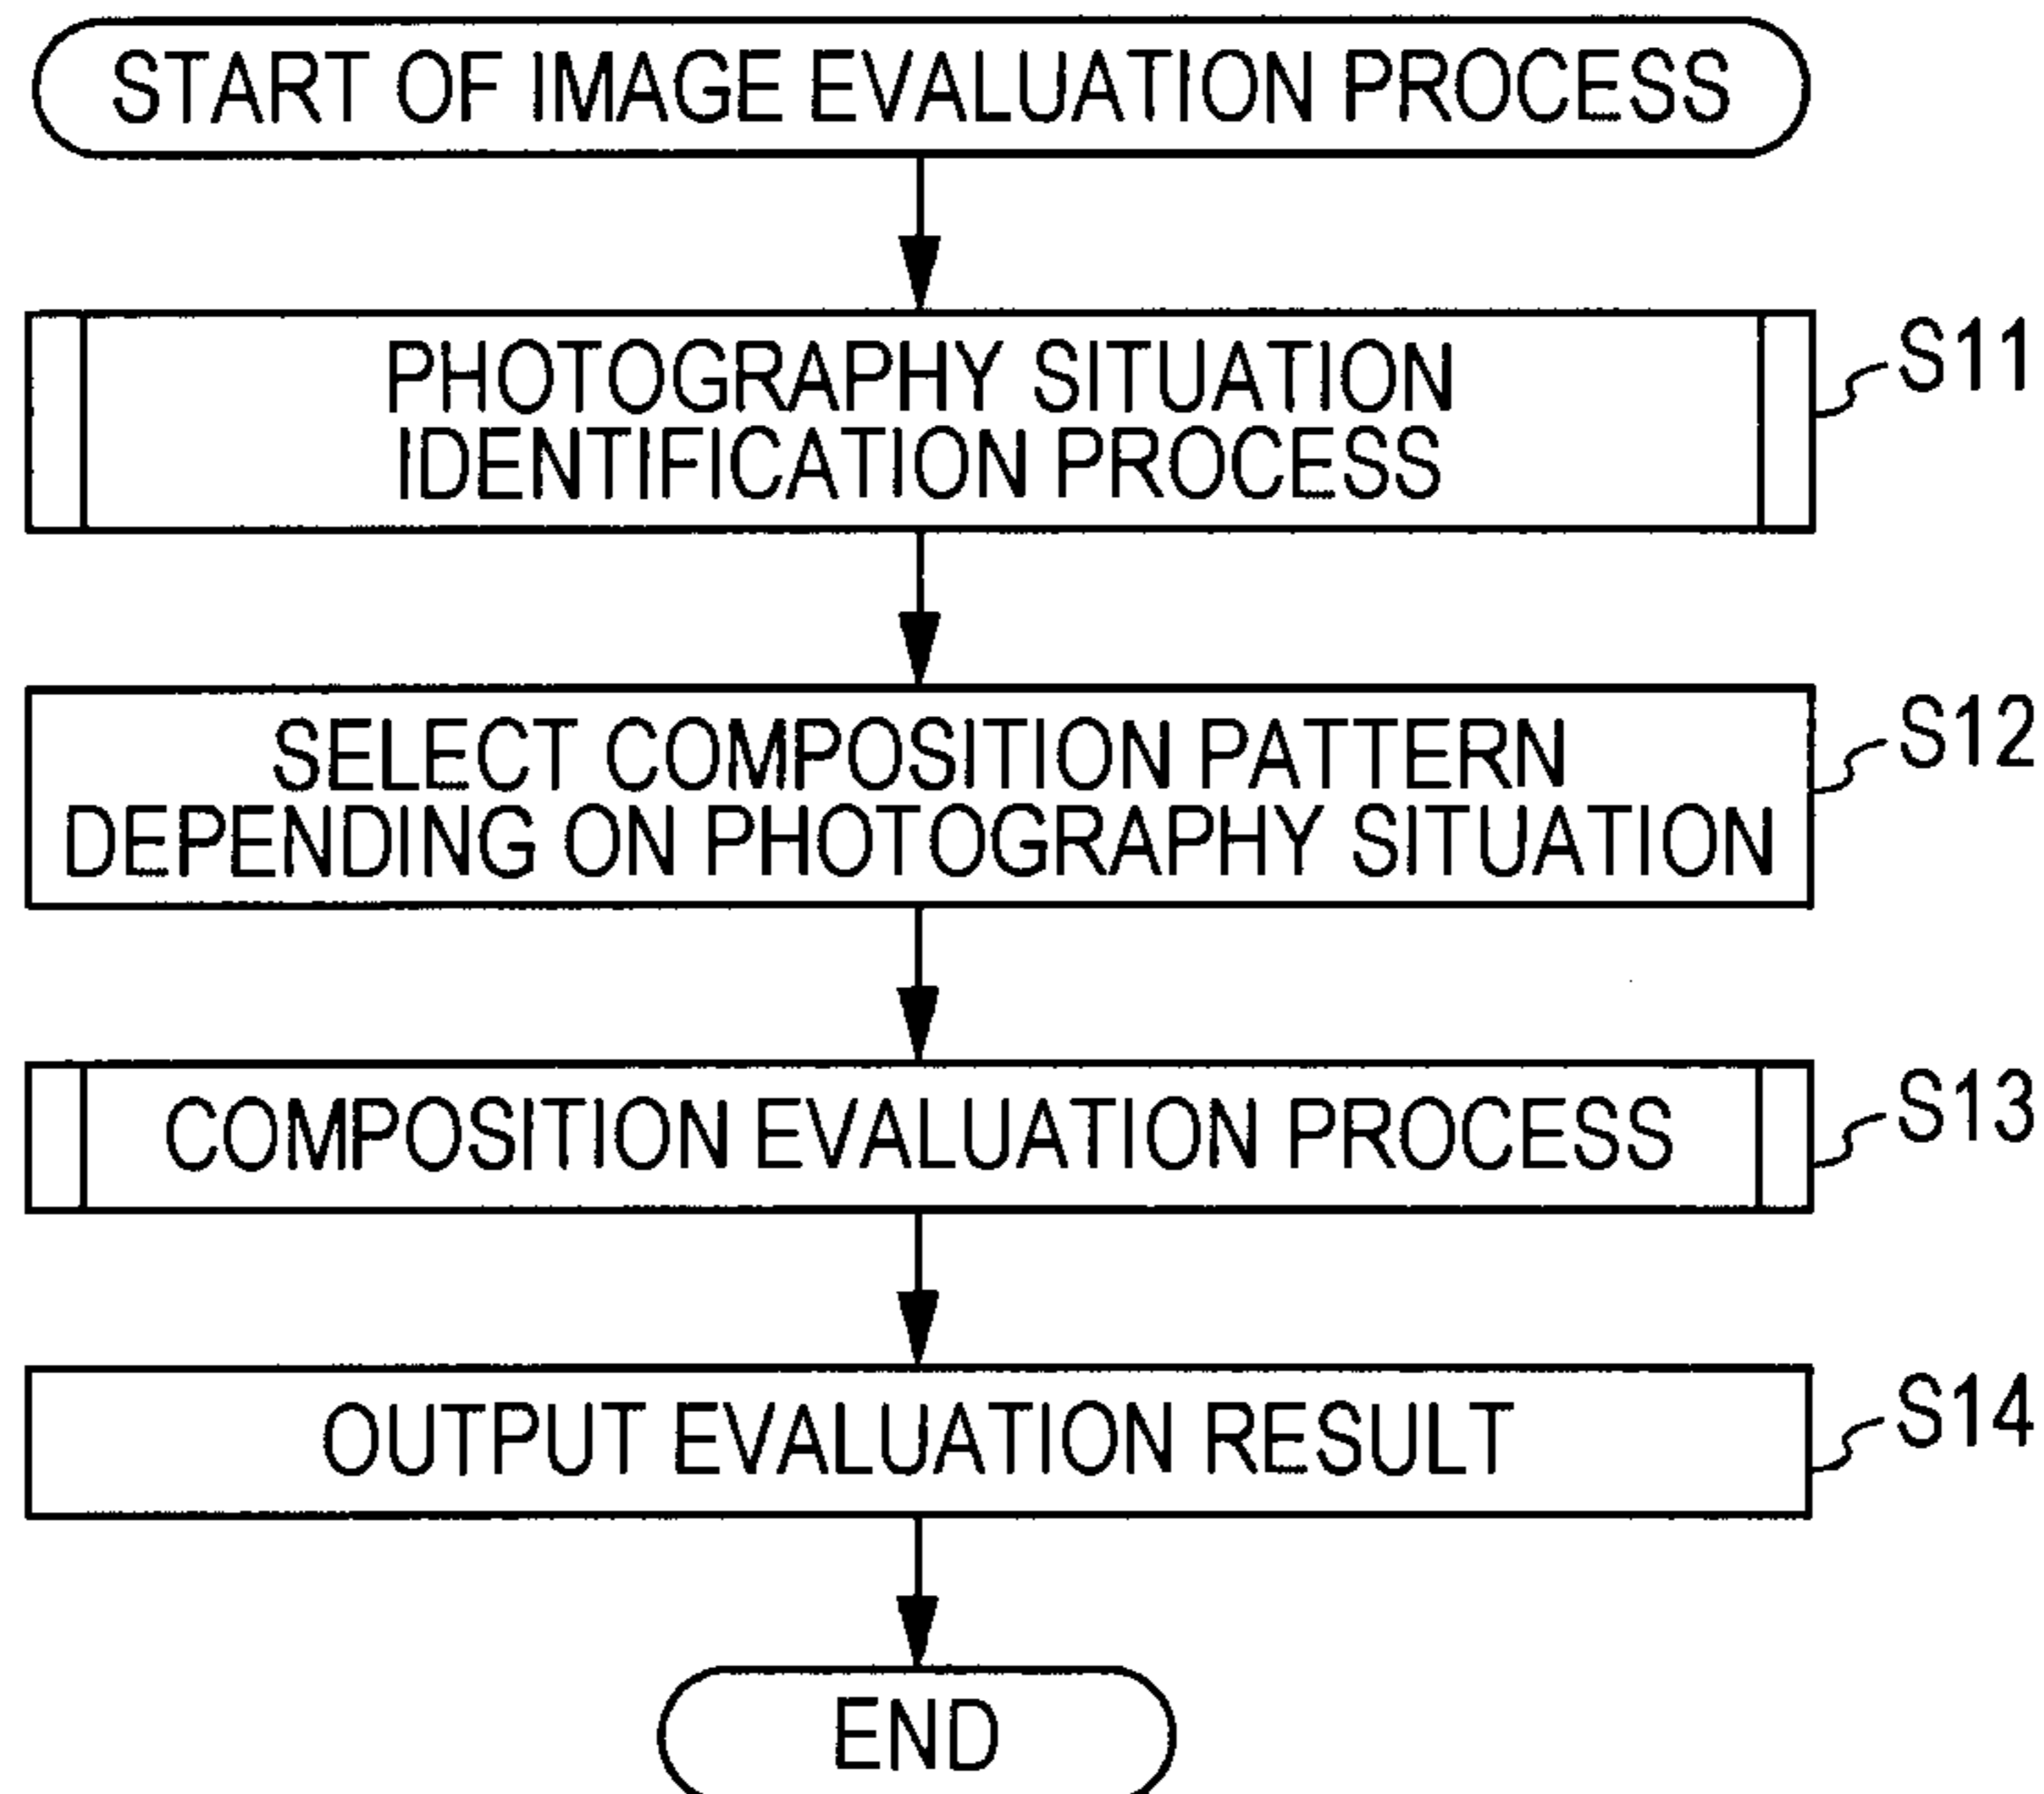 START OF IMAGE EVALUATION PROCESS
PHOTOGRAPHY SITUATION
IDENTIFICATION PROCESS
S11
SELECT COMPOSITION PATTERN
DEPENDING ON PHOTOGRAPHY SITUATION
S12
COMPOSITION EVALUATION PROCESS
S13
OUTPUT EVALUATION RESULT
S14
END